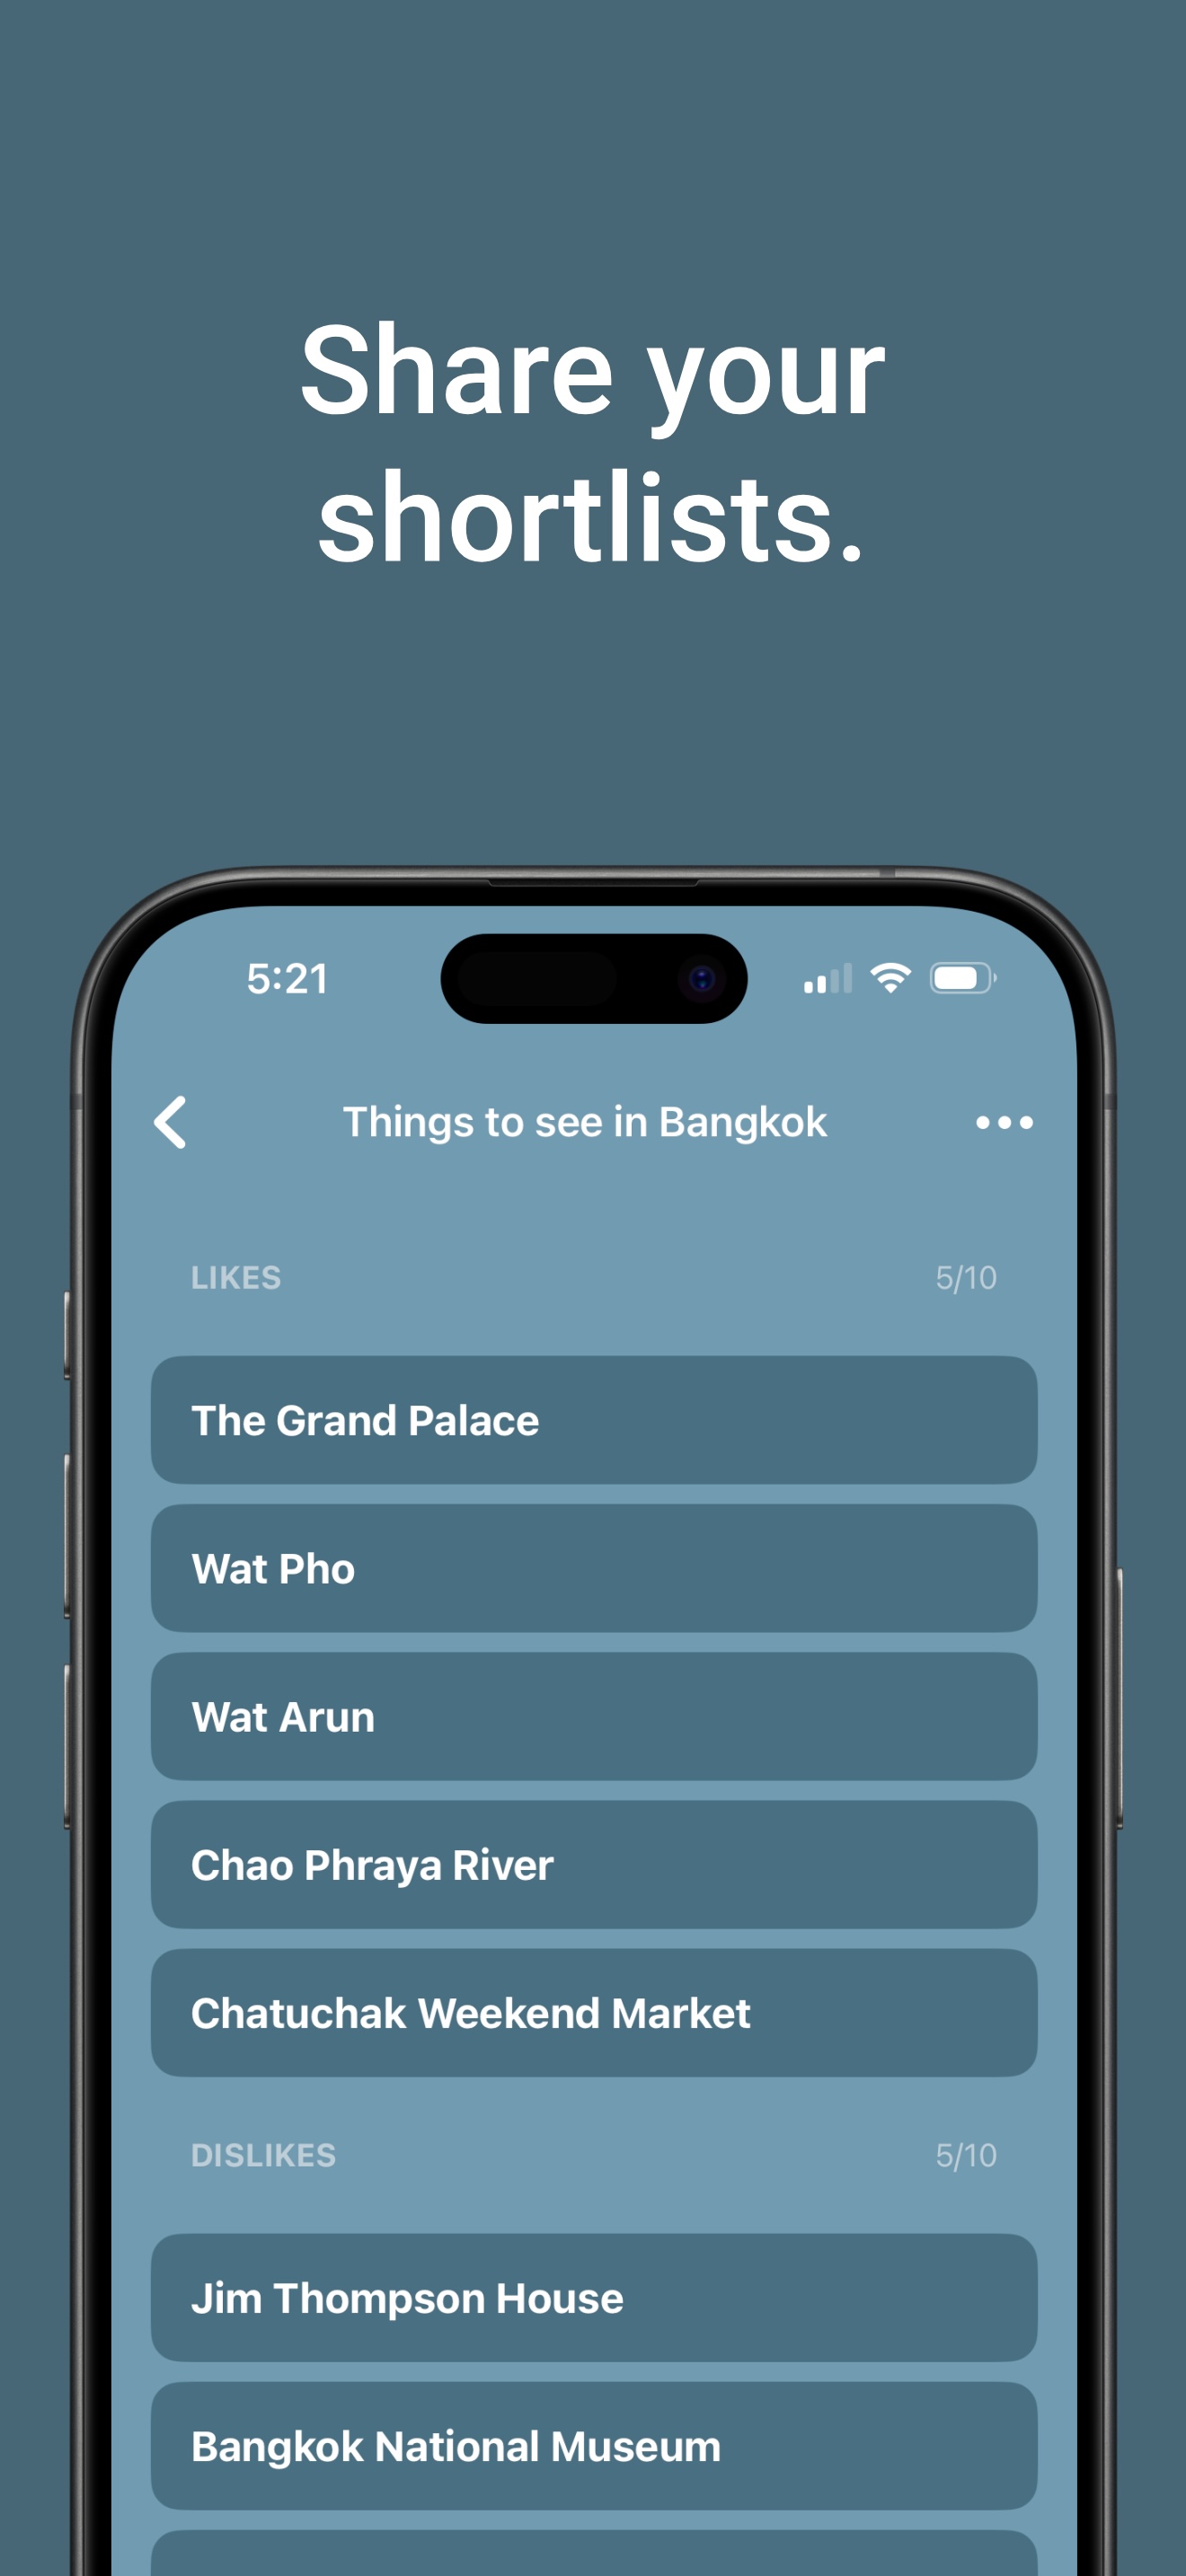 Share your
shortlists.
5:21
Things to see in Bangkok
LIKES 5/10
The Grand Palace
Wat Pho
Wat Arun
Chao Phraya River
Chatuchak Weekend Market
DISLIKES 5/10
Jim Thompson House
Bangkok National Museum